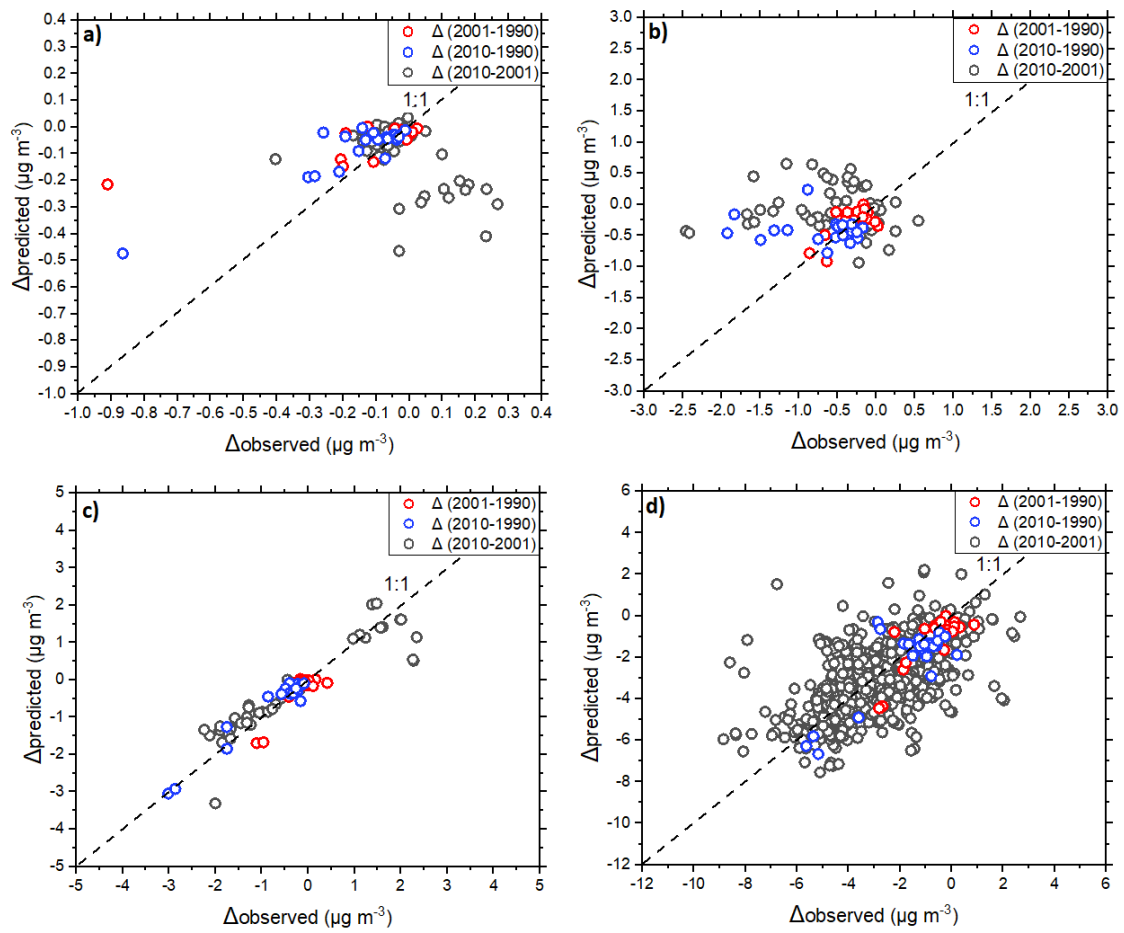 a)
Δ (2001-1990)
Δ (2010-1990)
Δ (2010-2001)
1:1
0.4
0.3
0.2
0.1
0.0
-0.1
-0.2
-0.3
-0.4
-0.5
-0.6
-0.7
-0.8
-0.9
-1.0
Δpredicted (µg m⁻³)
-1.0 -0.9 -0.8 -0.7 -0.6 -0.5 -0.4 -0.3 -0.2 -0.1 0.0 0.1 0.2 0.3 0.4
Δobserved (µg m⁻³)
b)
Δ (2001-1990)
Δ (2010-1990)
Δ (2010-2001)
1:1
3.0
2.5
2.0
1.5
1.0
0.5
0.0
-0.5
-1.0
-1.5
-2.0
-2.5
-3.0
Δpredicted (µg m⁻³)
-3.0 -2.5 -2.0 -1.5 -1.0 -0.5 0.0 0.5 1.0 1.5 2.0 2.5 3.0
Δobserved (µg m⁻³)
c)
Δ (2001-1990)
Δ (2010-1990)
Δ (2010-2001)
1:1
5
4
3
2
1
0
-1
-2
-3
-4
-5
Δpredicted (µg m⁻³)
-5 -4 -3 -2 -1 0 1 2 3 4 5
Δobserved (µg m⁻³)
d)
Δ (2001-1990)
Δ (2010-1990)
Δ (2010-2001)
1:1
6
4
2
0
-2
-4
-6
-8
-10
-12
Δpredicted (µg m⁻³)
-12 -10 -8 -6 -4 -2 0 2 4 6
Δobserved (µg m⁻³)